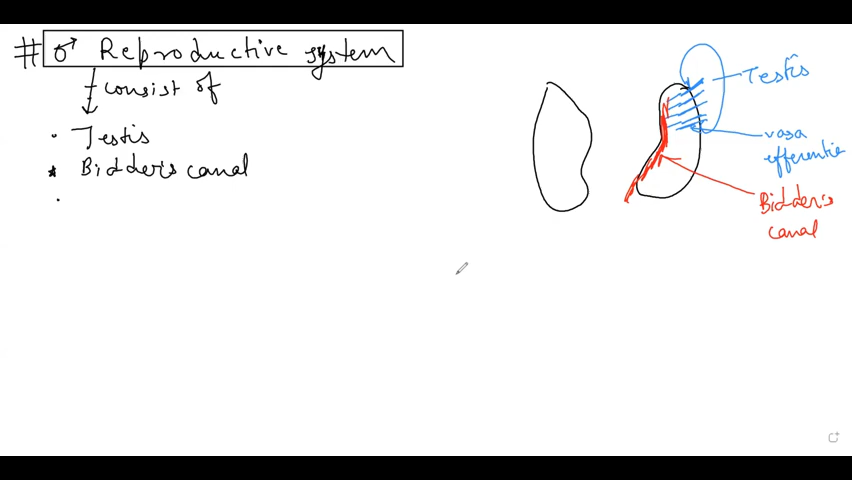 # ♂ Reproductive system
consist of
· Testis
* Bidder's canal
·
Testis
vasa
efferentia
Bidder's
canal